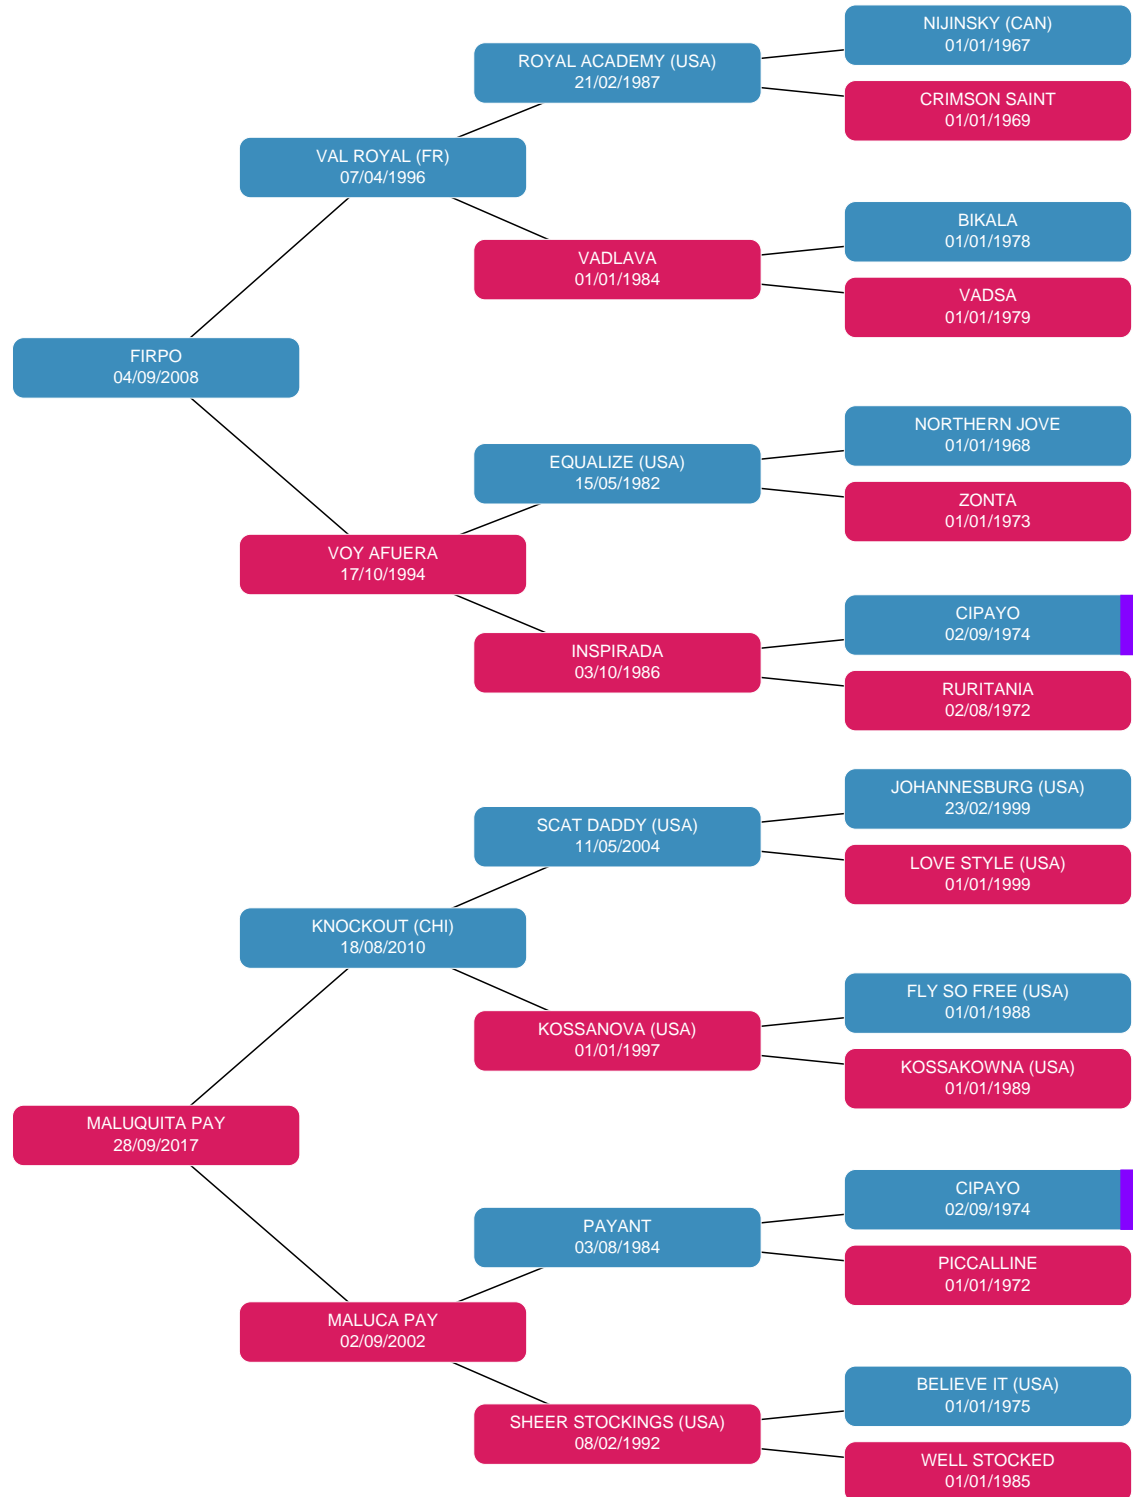 NIJINSKY (CAN)
01/01/1967
ROYAL ACADEMY (USA)
21/02/1987
CRIMSON SAINT
01/01/1969
VAL ROYAL (FR)
07/04/1996
BIKALA
01/01/1978
VADLAVA
01/01/1984
VADSA
01/01/1979
FIRPO
04/09/2008
NORTHERN JOVE
01/01/1968
EQUALIZE (USA)
15/05/1982
ZONTA
01/01/1973
VOY AFUERA
17/10/1994
CIPAYO
02/09/1974
INSPIRADA
03/10/1986
RURITANIA
02/08/1972
JOHANNESBURG (USA)
23/02/1999
SCAT DADDY (USA)
11/05/2004
LOVE STYLE (USA)
01/01/1999
KNOCKOUT (CHI)
18/08/2010
FLY SO FREE (USA)
01/01/1988
KOSSANOVA (USA)
01/01/1997
KOSSAKOWNA (USA)
01/01/1989
MALUQUITA PAY
28/09/2017
CIPAYO
02/09/1974
PAYANT
03/08/1984
PICCALLINE
01/01/1972
MALUCA PAY
02/09/2002
BELIEVE IT (USA)
01/01/1975
SHEER STOCKINGS (USA)
08/02/1992
WELL STOCKED
01/01/1985